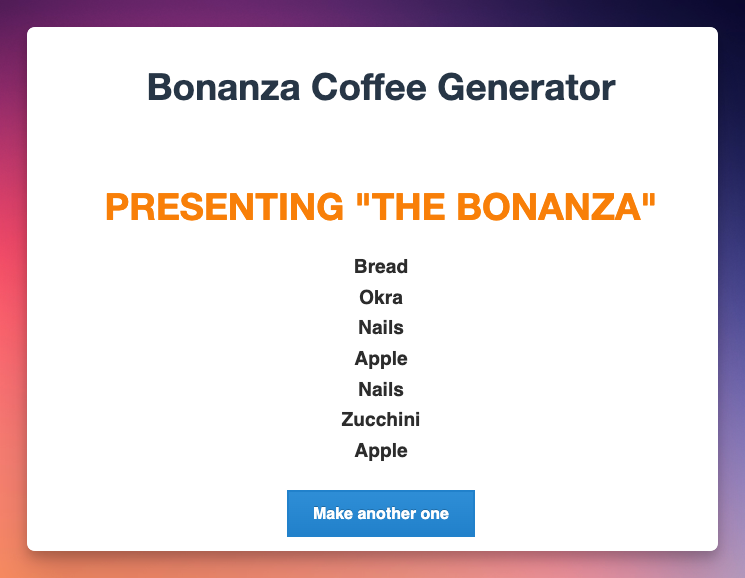 Bonanza Coffee Generator
PRESENTING "THE BONANZA"
Bread
Okra
Nails
Apple
Nails
Zucchini
Apple
Make another one